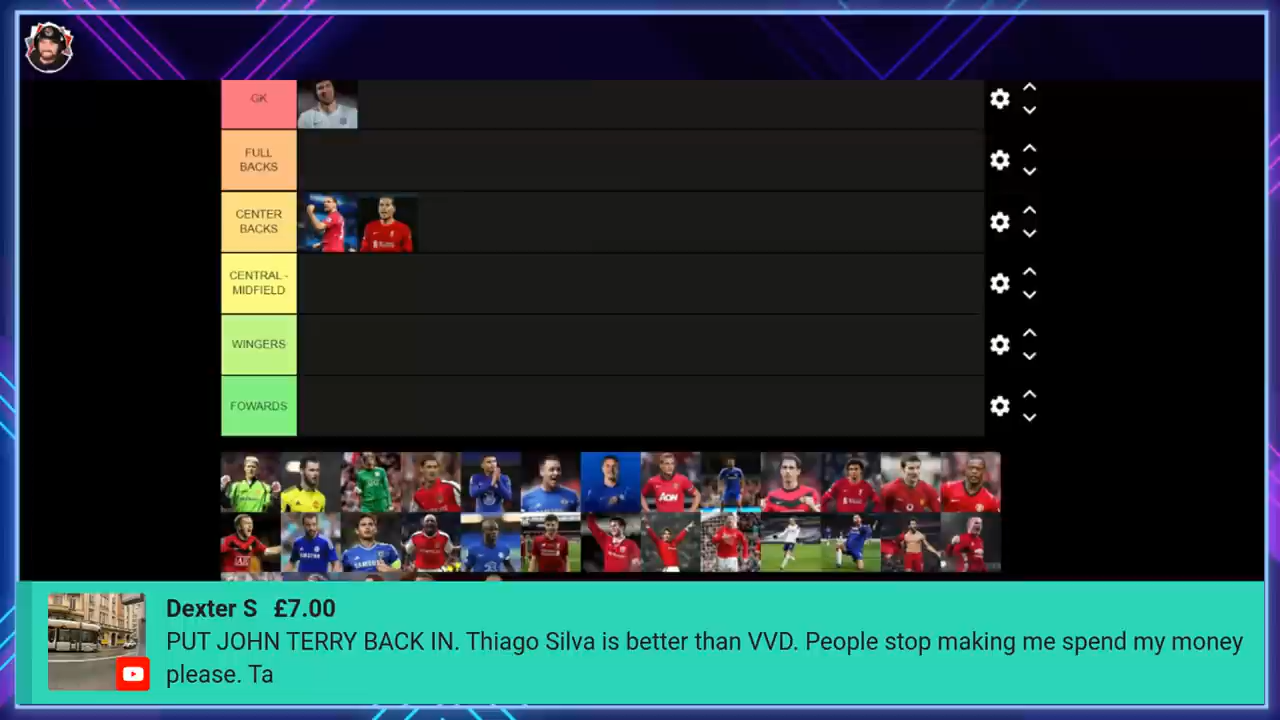 GK
FULL
BACKS
CENTER
BACKS
CENTRAL -
MIDFIELD
WINGERS
FOWARDS
AON
Dexter S £7.00
PUT JOHN TERRY BACK IN. Thiago Silva is better than VVD. People stop making me spend my money
please. Ta